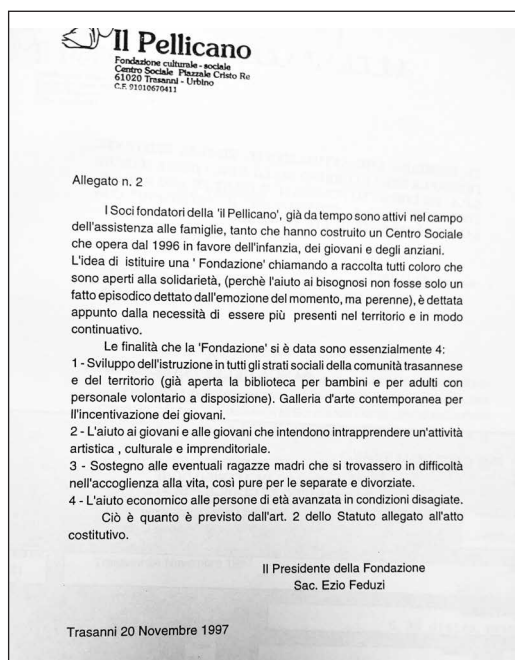 Il Pellicano
Fondazione culturale - sociale
Centro Sociale Piazzale Cristo Re
61020 Trasanni - Urbino
C.F. 91010670411
Allegato n. 2
I Soci fondatori della 'il Pellicano', già da tempo sono attivi nel campo
dell'assistenza alle famiglie, tanto che hanno costruito un Centro Sociale
che opera dal 1996 in favore dell'infanzia, dei giovani e degli anziani.
L'idea di istituire una ' Fondazione' chiamando a raccolta tutti coloro che
sono aperti alla solidarietà, (perchè l'aiuto ai bisognosi non fosse solo un
fatto episodico dettato dall'emozione del momento, ma perenne), è dettata
appunto dalla necessità di essere più presenti nel territorio e in modo
continuativo.
Le finalità che la 'Fondazione' si è data sono essenzialmente 4:
1 - Sviluppo dell'istruzione in tutti gli strati sociali della comunità trasannese
e del territorio (già aperta la biblioteca per bambini e per adulti con
personale volontario a disposizione). Galleria d'arte contemporanea per
ll'incentivazione dei giovani.
2 - L'aiuto ai giovani e alle giovani che intendono intrapprendere un'attività
artistica , culturale e imprenditoriale.
3 - Sostegno alle eventuali ragazze madri che si trovassero in difficoltà
nell'accoglienza alla vita, così pure per le separate e divorziate.
4 - L'aiuto economico alle persone di età avanzata in condizioni disagiate.
Ciò è quanto è previsto dall'art. 2 dello Statuto allegato all'atto
costitutivo.
Il Presidente della Fondazione
Sac. Ezio Feduzi
Trasanni 20 Novembre 1997